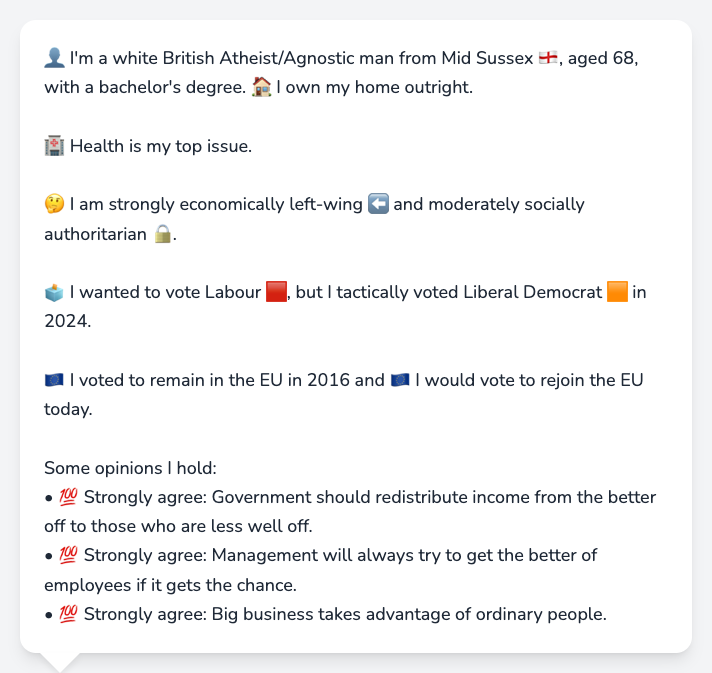 👤 I'm a white British Atheist/Agnostic man from Mid Sussex 🏴󠁧󠁢󠁥󠁮󠁧󠁿, aged 68,
with a bachelor's degree. 🏠 I own my home outright.
🏥 Health is my top issue.
🤔 I am strongly economically left-wing ⬅️ and moderately socially
authoritarian 🔒.
🗳️ I wanted to vote Labour 🟥, but I tactically voted Liberal Democrat 🟧 in
2024.
🇪🇺 I voted to remain in the EU in 2016 and 🇪🇺 I would vote to rejoin the EU
today.
Some opinions I hold:
• 💯 Strongly agree: Government should redistribute income from the better
off to those who are less well off.
• 💯 Strongly agree: Management will always try to get the better of
employees if it gets the chance.
• 💯 Strongly agree: Big business takes advantage of ordinary people.